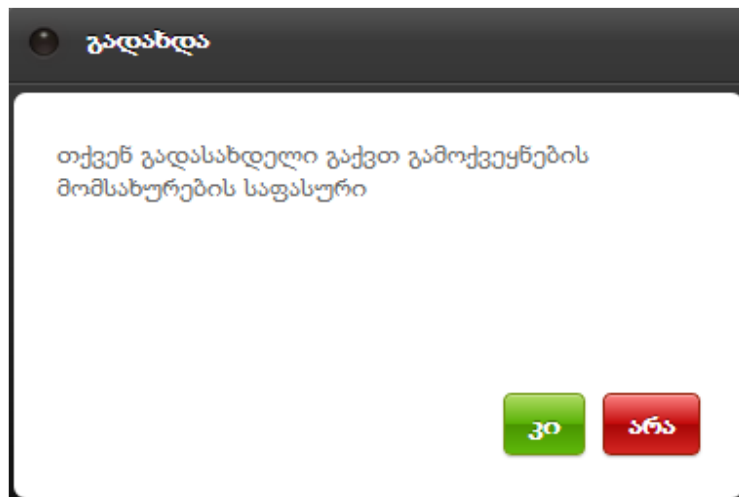 გადახდა
თქვენ გადასახდელი გაქვთ გამოქვეყნების
მომსახურების საფასური
კი
არა